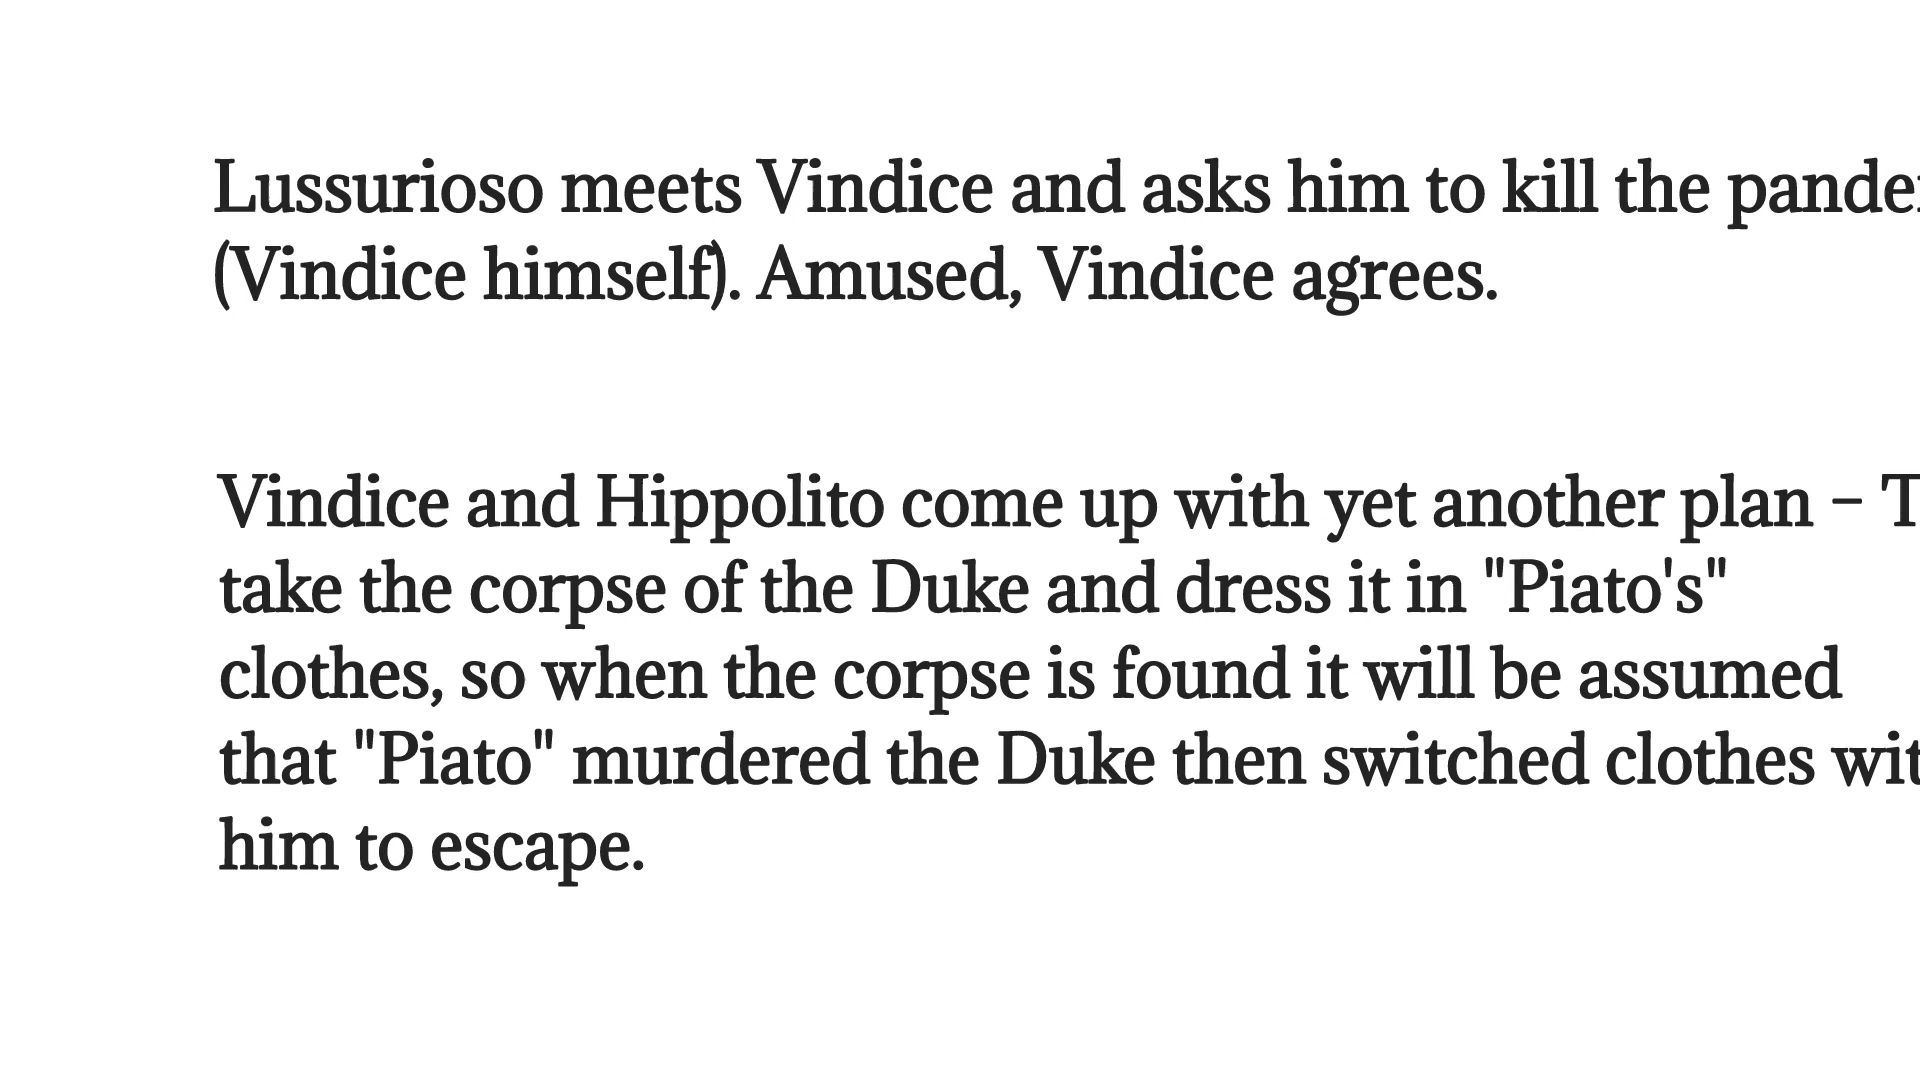 Lussurioso meets Vindice and asks him to kill the pander
(Vindice himself). Amused, Vindice agrees.
Vindice and Hippolito come up with yet another plan – T
take the corpse of the Duke and dress it in "Piato's"
clothes, so when the corpse is found it will be assumed
that "Piato" murdered the Duke then switched clothes wit
him to escape.